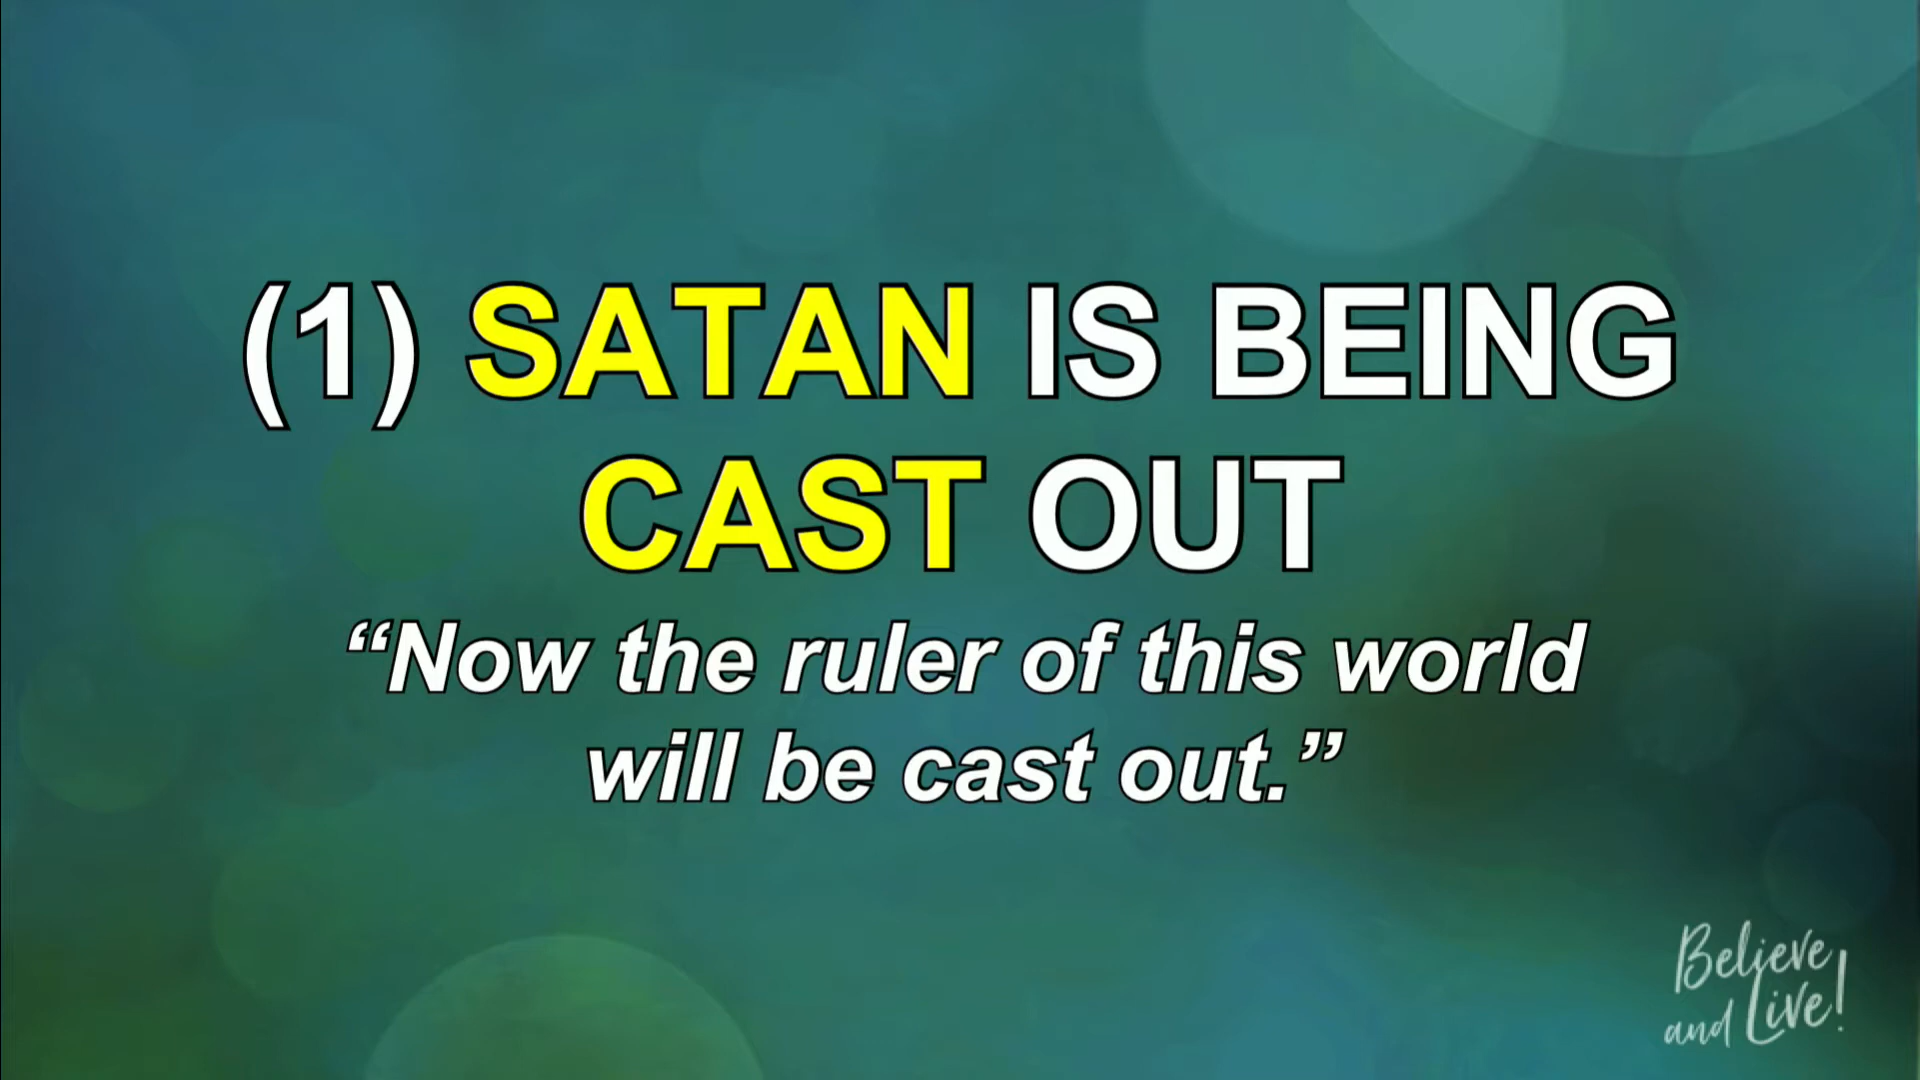 (1) SATAN IS BEING
CAST OUT
“Now the ruler of this world
will be cast out.”
Believe
and Live!